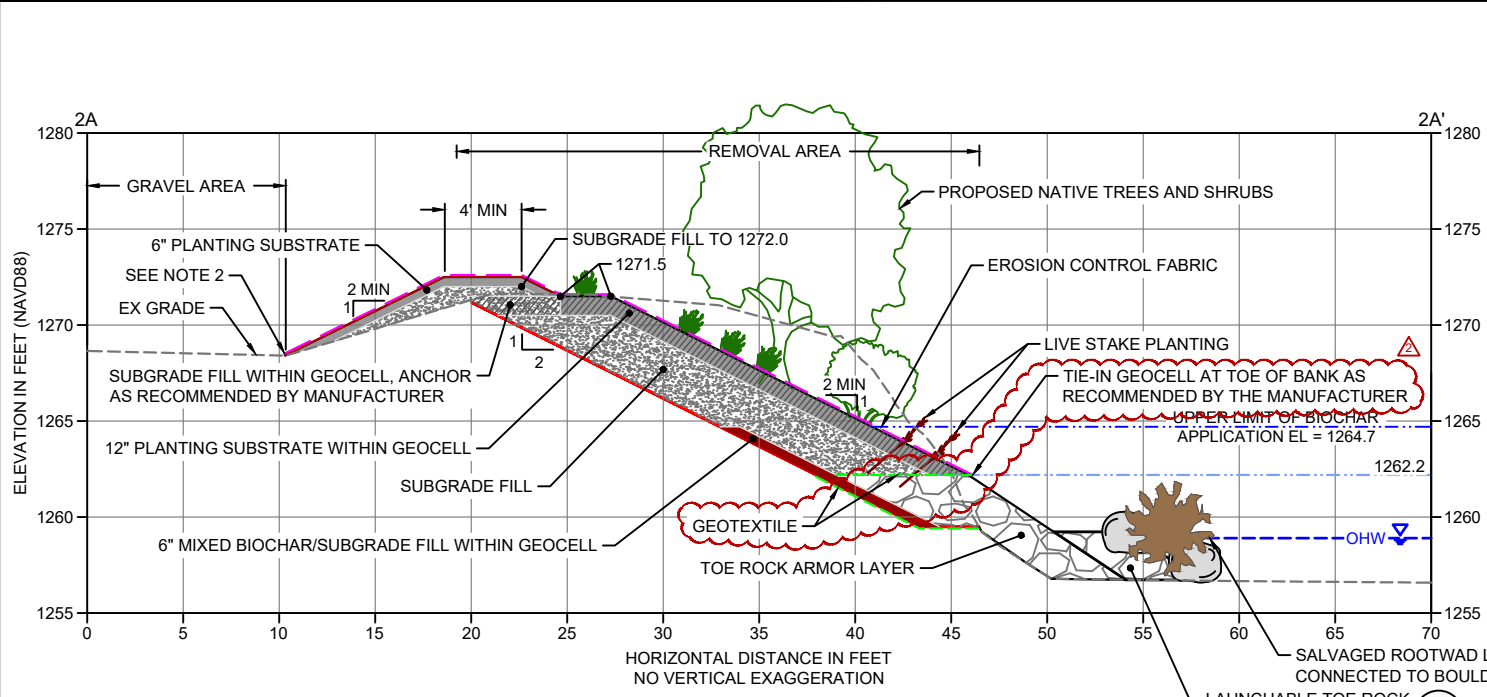 2A
2A'
1280
1280
REMOVAL AREA
GRAVEL AREA
PROPOSED NATIVE TREES AND SHRUBS
4' MIN
1275
1275
6" PLANTING SUBSTRATE
SUBGRADE FILL TO 1272.0
SEE NOTE 2
1271.5
EROSION CONTROL FABRIC
2 MIN
1
EX GRADE
1270
1270
ELEVATION IN FEET (NAVD88)
1
2
LIVE STAKE PLANTING
2
SUBGRADE FILL WITHIN GEOCELL, ANCHOR
AS RECOMMENDED BY MANUFACTURER
2 MIN
1
TIE-IN GEOCELL AT TOE OF BANK AS
RECOMMENDED BY THE MANUFACTURER
1265
1265
UPPER LIMIT OF BIOCHAR
APPLICATION EL = 1264.7
12" PLANTING SUBSTRATE WITHIN GEOCELL
1262.2
SUBGRADE FILL
GEOTEXTILE
1260
1260
OHW
6" MIXED BIOCHAR/SUBGRADE FILL WITHIN GEOCELL
TOE ROCK ARMOR LAYER
1255
1255
0 5 10 15 20 25 30 35 40 45 50 55 60 65 70
HORIZONTAL DISTANCE IN FEET
NO VERTICAL EXAGGERATION
SALVAGED ROOTWAD L
CONNECTED TO BOULD
LAUNCHABLE TOE ROCK